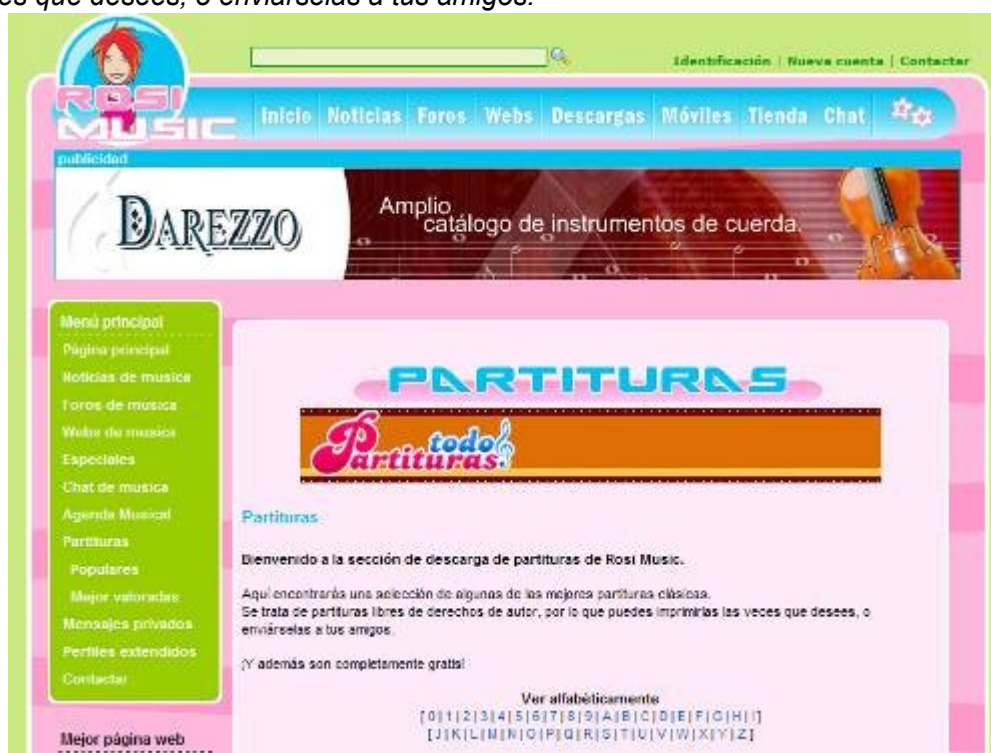 es que desees, o enviárselas a tus amigos.
Identificación | Nueva cuenta | Contactar
ROSI
MUSIC
Inicio Noticias Foros Webs Descargas Móviles Tienda Chat
publicidad
DAREZZO
Amplio
catálogo de instrumentos de cuerda.
Menú principal
Página principal
Noticias de musica
Foros de música
Webs de musica
Especiales
Chat de musica
Agenda Musical
Partituras
Populares
Mejor valoradas
Mensajes privados
Perfiles extendidos
Contactar
Mejor página web
PARTITURAS
todo
Partituras
Partituras
Bienvenido a la sección de descarga de partituras de Rosi Music.
Aquí encontrarás una selección de algunas de las mejores partituras clásicas.
Se trata de partituras libres de derechos de autor, por lo que puedes imprimirlas las veces que desees, o
enviárselas a tus amigos.
¡Y además son completamente gratis!
Ver alfabéticamente
[ 0 | 1 | 2 | 3 | 4 | 5 | 6 | 7 | 8 | 9 | A | B | C | D | E | F | G | H | I ]
[ J | K | L | M | N | O | P | Q | R | S | T | U | V | W | X | Y | Z ]